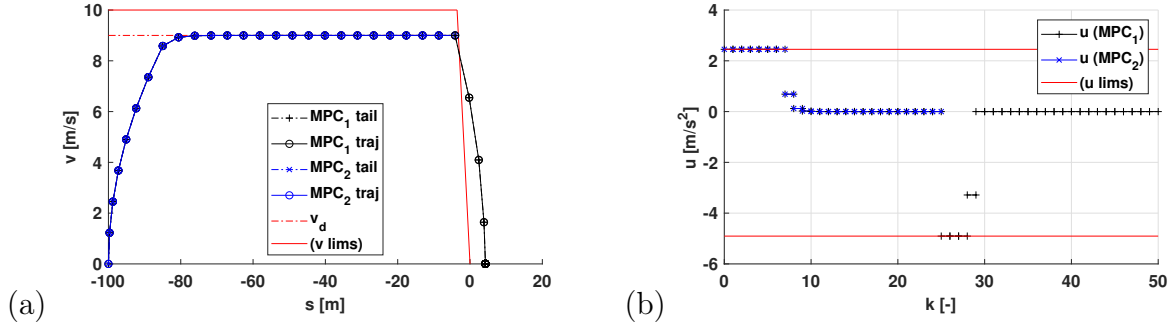 10
8
6
4
2
0
v [m/s]
-100
-80
-60
-40
-20
0
20
s [m]
MPC₁ tail
MPC₁ traj
MPC₂ tail
MPC₂ traj
v_d
(v lims)
(a)
4
2
0
-2
-4
-6
u [m/s²]
0
10
20
30
40
50
k [-]
u (MPC₁)
u (MPC₂)
(u lims)
(b)